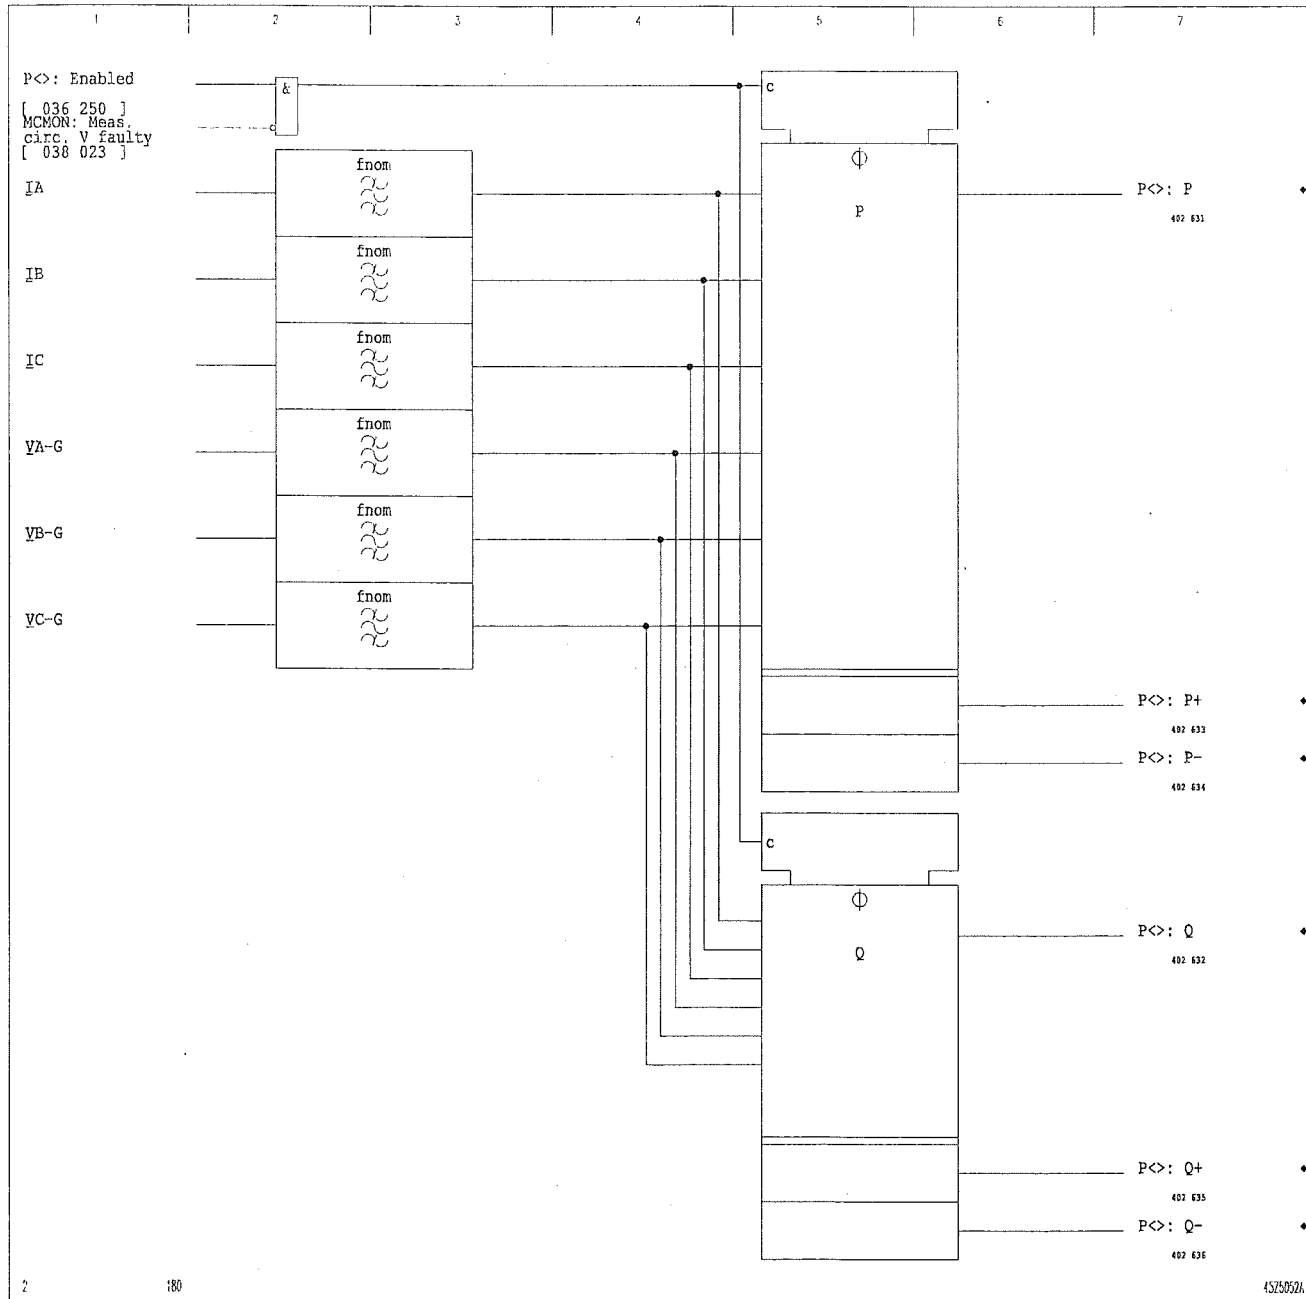 1 2 3 4 5 6 7
P<>: Enabled
[ 036 250 ]
MCMON: Meas.
circ. V faulty
[ 038 023 ]
&
C
IA
fnom
P
P<>: P
402 631
IB
fnom
IC
fnom
VA-G
fnom
VB-G
fnom
VC-G
fnom
P<>: P+
402 633
P<>: P-
402 634
C
Q
P<>: Q
402 632
P<>: Q+
402 635
P<>: Q-
402 636
2 180 45Z5052A